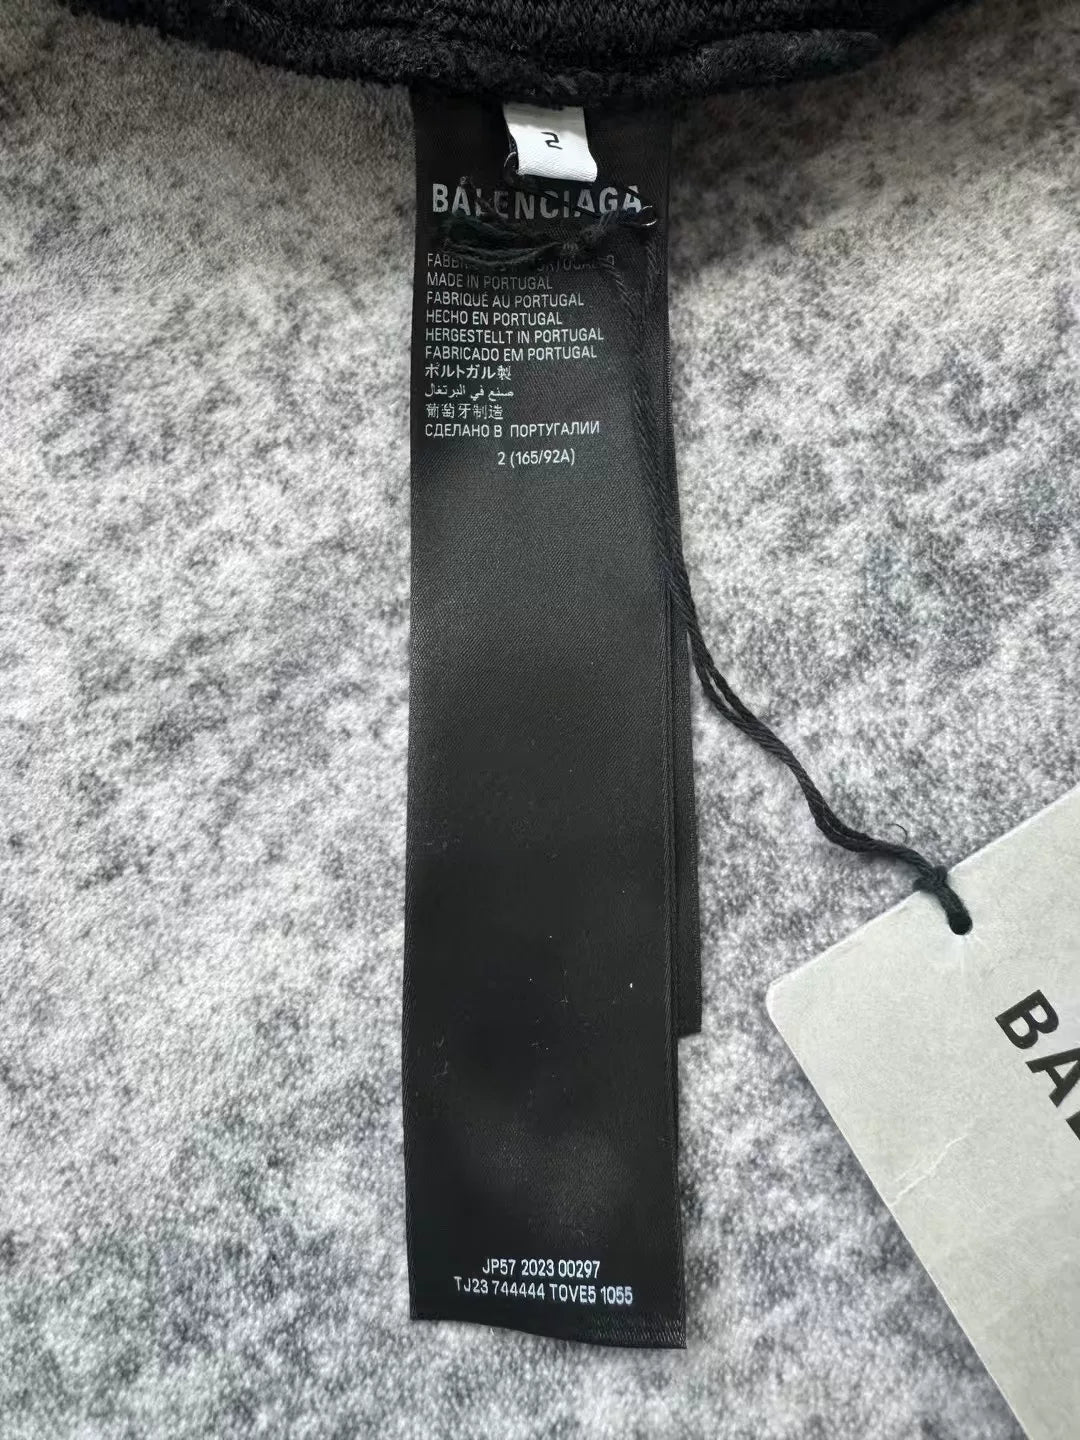 2
BALENCIAGA
MADE IN PORTUGAL
FABRIQUÉ AU PORTUGAL
HECHO EN PORTUGAL
HERGESTELLT IN PORTUGAL
FABRICADO EM PORTUGAL
ポルトガル製
صنع في البرتغال
葡萄牙制造
СДЕЛАНО В ПОРТУГАЛИИ
2 (165/92A)
JP57 2023 00297
TJ23 744444 TOVE5 1055